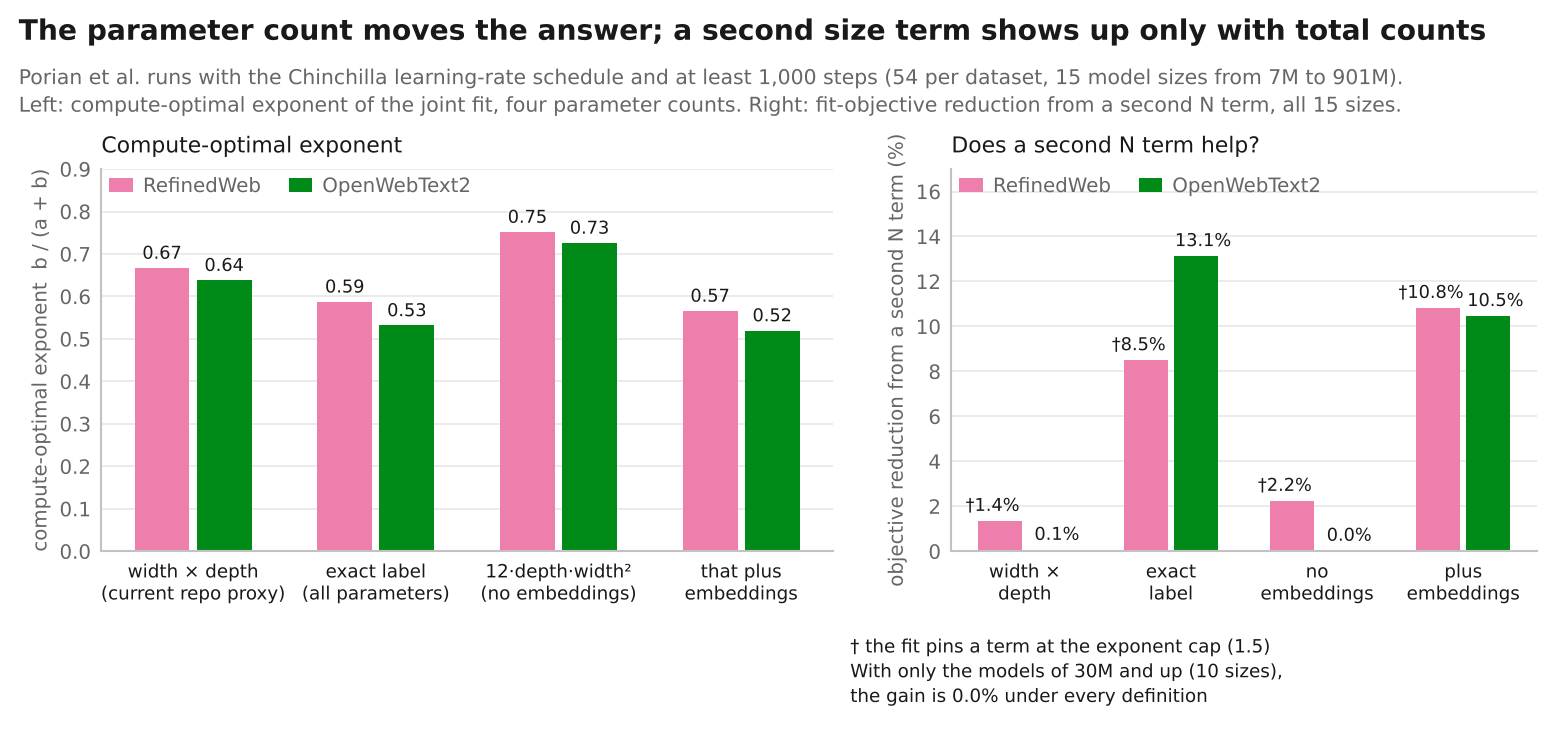 The parameter count moves the answer; a second size term shows up only with total counts
Porian et al. runs with the Chinchilla learning-rate schedule and at least 1,000 steps (54 per dataset, 15 model sizes from 7M to 901M).
Left: compute-optimal exponent of the joint fit, four parameter counts. Right: fit-objective reduction from a second N term, all 15 sizes.
Compute-optimal exponent
RefinedWeb OpenWebText2
compute-optimal exponent b / (a + b)
0.9
0.8
0.7
0.6
0.5
0.4
0.3
0.2
0.1
0.0
0.67 0.64 0.59 0.53 0.75 0.73 0.57 0.52
width × depth
(current repo proxy)
exact label
(all parameters)
12·depth·width²
(no embeddings)
that plus
embeddings
Does a second N term help?
RefinedWeb OpenWebText2
objective reduction from a second N term (%)
16
14
12
10
8
6
4
2
0
†1.4% 0.1% †8.5% 13.1% †2.2% 0.0% †10.8% 10.5%
width ×
depth
exact
label
no
embeddings
plus
embeddings
† the fit pins a term at the exponent cap (1.5)
With only the models of 30M and up (10 sizes),
the gain is 0.0% under every definition